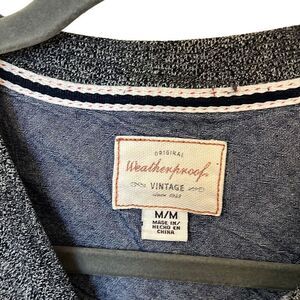 ORIGINAL
Weatherproof
VINTAGE
since 1948
M/M
MADE IN/
HECHO EN
CHINA